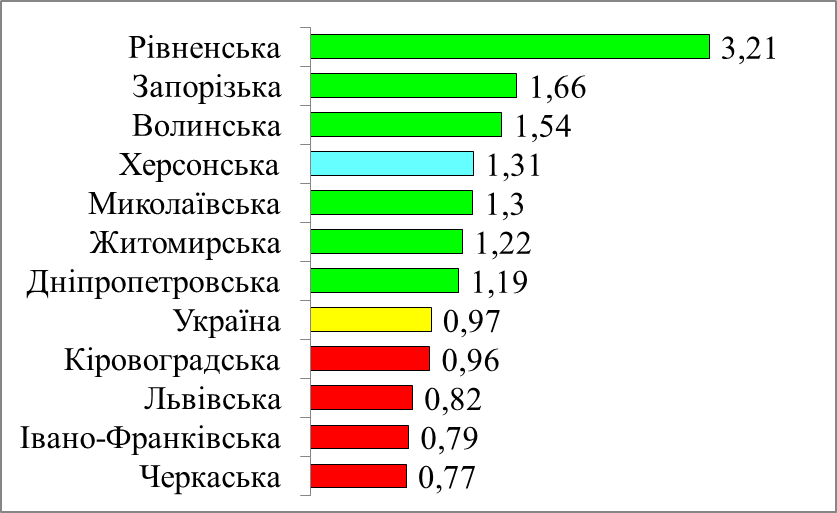 Рівненська 3,21
Запорізька 1,66
Волинська 1,54
Херсонська 1,31
Миколаївська 1,3
Житомирська 1,22
Дніпропетровська 1,19
Україна 0,97
Кіровоградська 0,96
Львівська 0,82
Івано-Франківська 0,79
Черкаська 0,77